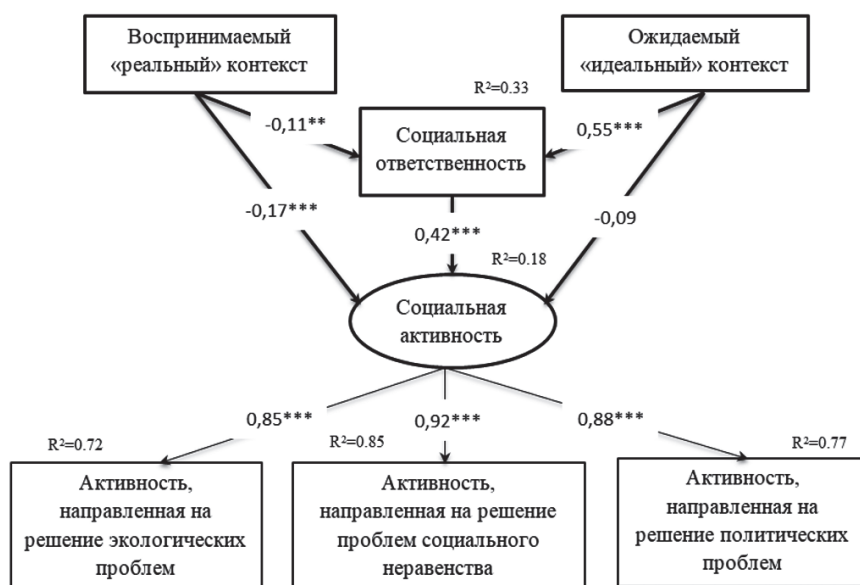 Воспринимаемый
«реальный» контекст
Ожидаемый
«идеальный» контекст
R²=0.33
-0,11**
Социальная
ответственность
0,55***
-0,17***
0,42***
-0,09
R²=0.18
Социальная
активность
0,85***
0,92***
0,88***
R²=0.72
R²=0.85
R²=0.77
Активность,
направленная на
решение экологических
проблем
Активность,
направленная на решение
проблем социального
неравенства
Активность,
направленная на
решение политических
проблем